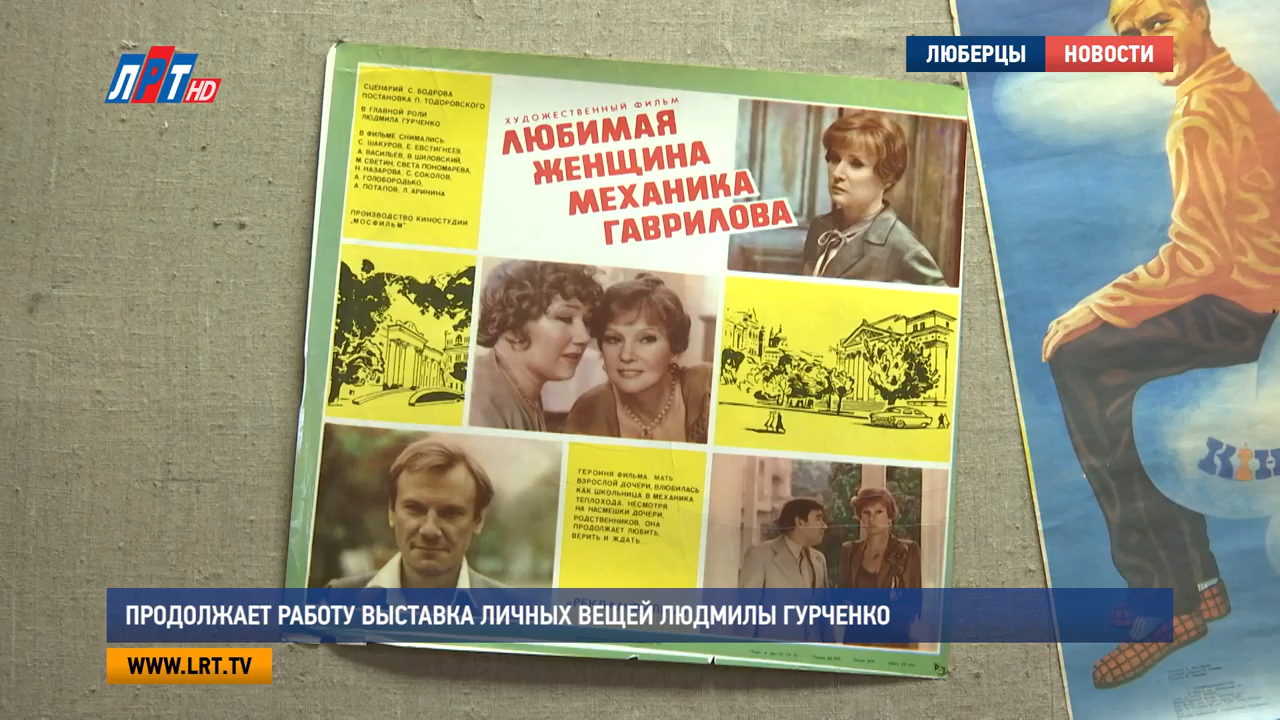 ЛРТ HD
ЛЮБЕРЦЫ НОВОСТИ
СЦЕНАРИЙ С. БОДРОВА
ПОСТАНОВКА П. ТОДОРОВСКОГО
В ГЛАВНОЙ РОЛИ
ЛЮДМИЛА ГУРЧЕНКО
В ФИЛЬМЕ СНИМАЛИСЬ:
С. ШАКУРОВ, Е. ЕВСТИГНЕЕВ,
А. ВАСИЛЬЕВ, В. ШИЛОВСКИЙ,
М. СВЕТИН, СВЕТА ПОНОМАРЕВА,
Н. НАЗАРОВА, С. СОКОЛОВ,
А. ГОЛОБОРОДЬКО,
А. ПОТАПОВ, Л. АРИНИНА
ПРОИЗВОДСТВО КИНОСТУДИИ
"МОСФИЛЬМ"
ХУДОЖЕСТВЕННЫЙ ФИЛЬМ
ЛЮБИМАЯ
ЖЕНЩИНА
МЕХАНИКА
ГАВРИЛОВА
ГЕРОИНЯ ФИЛЬМА МАТЬ
ВЗРОСЛОЙ ДОЧЕРИ, ВЛЮБИЛАСЬ
КАК ШКОЛЬНИЦА В МЕХАНИКА
ТЕПЛОХОДА. НЕСМОТРЯ
НА НАСМЕШКИ ДОЧЕРИ,
РОДСТВЕННИКОВ, ОНА
ПРОДОЛЖАЕТ ЛЮБИТЬ,
ВЕРИТЬ И ЖДАТЬ...
КІН
ПРОДОЛЖАЕТ РАБОТУ ВЫСТАВКА ЛИЧНЫХ ВЕЩЕЙ ЛЮДМИЛЫ ГУРЧЕНКО
WWW.LRT.TV